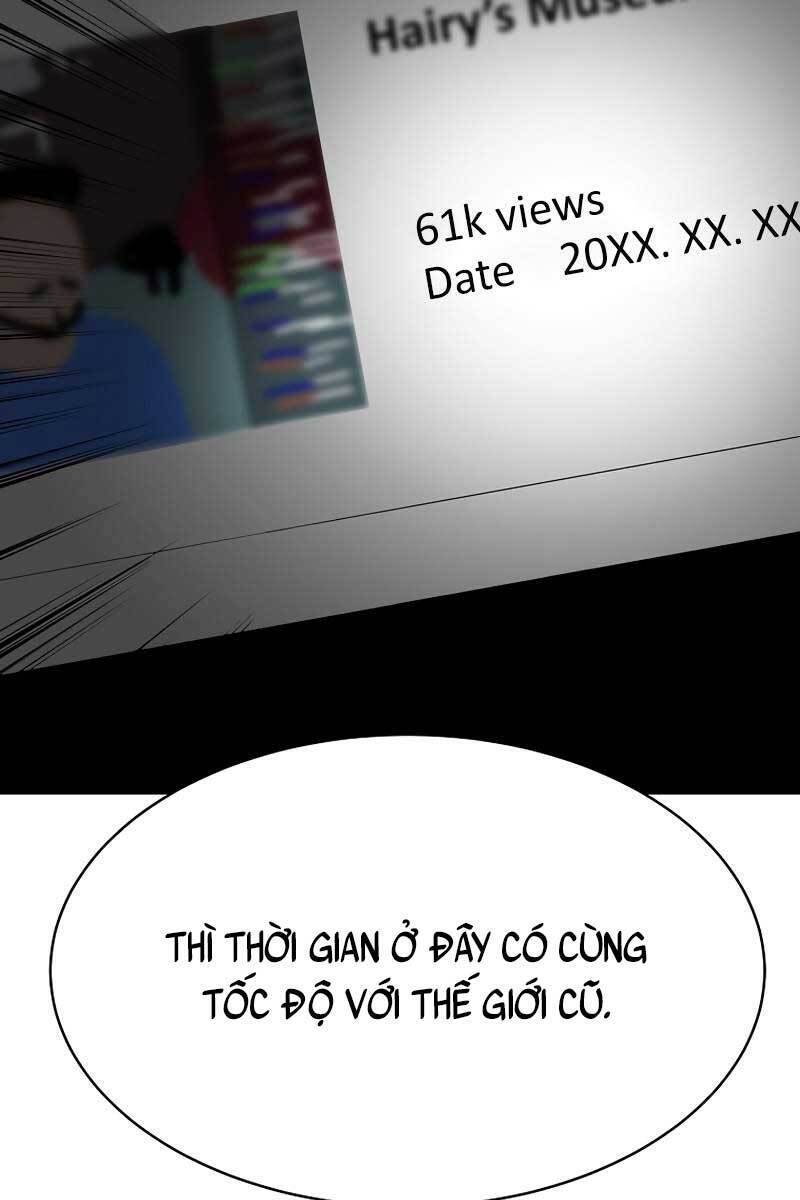 Hairy's Museu
61k views
Date 20XX. XX. XX
THÌ THỜI GIAN Ở ĐÂY CÓ CÙNG
TỐC ĐỘ VỚI THẾ GIỚI CŨ.